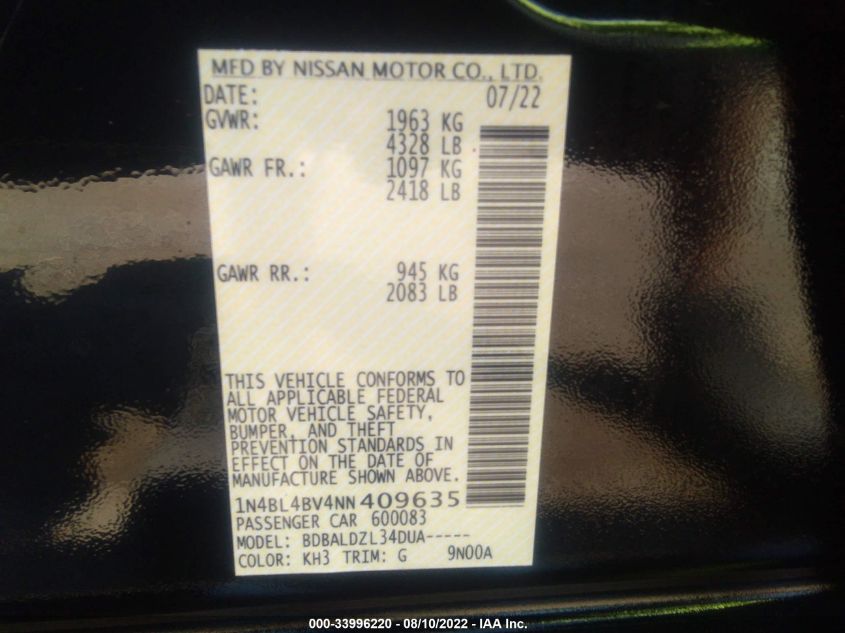 MFD BY NISSAN MOTOR CO., LTD.
DATE: 07/22
GVWR: 1963 KG
4328 LB
GAWR FR.: 1097 KG
2418 LB
GAWR RR.: 945 KG
2083 LB
THIS VEHICLE CONFORMS TO
ALL APPLICABLE FEDERAL
MOTOR VEHICLE SAFETY,
BUMPER, AND THEFT
PREVENTION STANDARDS IN
EFFECT ON THE DATE OF
MANUFACTURE SHOWN ABOVE.
1N4BL4BV4NN409635
PASSENGER CAR 600083
MODEL: BDBALDZL34DUA-----
COLOR: KH3 TRIM: G 9N00A
000-33996220 - 08/10/2022 - IAA Inc.